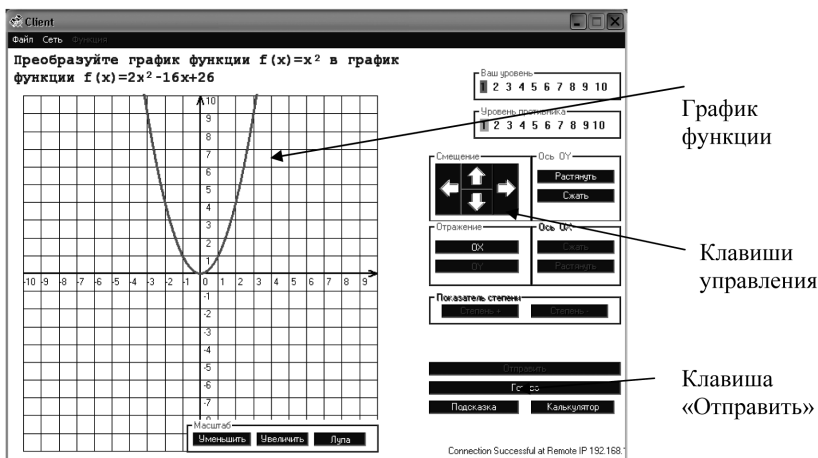 Client
Файл Сеть Функция
Преобразуйте график функции f(x)=x² в график
функции f(x)=2x²-16x+26
Ваш уровень
1 2 3 4 5 6 7 8 9 10
Уровень противника
1 2 3 4 5 6 7 8 9 10
График
функции
Смещение
Ось OY
Растянуть
Сжать
Отражение
OX
OY
Ось OX
Сжать
Растянуть
Клавиши
управления
Показатель степени
Степень +
Степень -
10
9
8
7
6
5
4
3
2
1
-10 -9 -8 -7 -6 -5 -4 -3 -2 -1 0 1 2 3 4 5 6 7 8 9
-1
-2
-3
-4
-5
-6
-7
Отправить
Подсказка
Калькулятор
Клавиша
«Отправить»
Масштаб
Уменьшить Увеличить Лупа
Connection Successful at Remote IP 192.168.